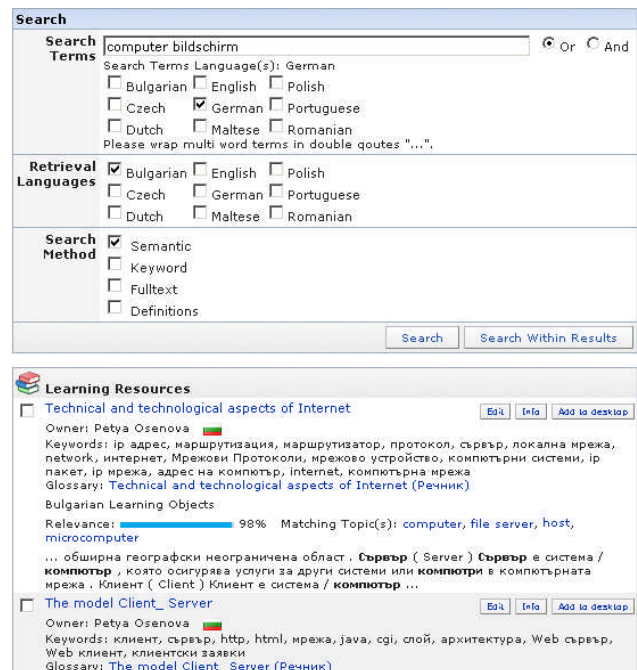 Search
Search Terms computer bildschirm Or And
Search Terms Language(s): German
Bulgarian English Polish
Czech German Portuguese
Dutch Maltese Romanian
Please wrap multi word terms in double qoutes "...".
Retrieval Languages Bulgarian English Polish
Czech German Portuguese
Dutch Maltese Romanian
Search Method Semantic
Keyword
Fulltext
Definitions
Search Search Within Results
Learning Resources
Technical and technological aspects of Internet Edit Info Add to desktop
Owner: Petya Osenova
Keywords: ip адрес, маршрутизация, маршрутизатор, протокол, сървър, локална мрежа,
network, интернет, Мрежови Протоколи, мрежово устройство, компютърни системи, ip
пакет, ip мрежа, адрес на компютър, internet, компютърна мрежа
Glossary: Technical and technological aspects of Internet (Речник)
Bulgarian Learning Objects
Relevance: 98% Matching Topic(s): computer, file server, host,
microcomputer
... обширна географски неограничена област . Сървър ( Server ) Сървър е система /
компютър , която осигурява услуги за други системи или компютри в компютърната
мрежа . Клиент ( Client ) Клиент е система / компютър ...
The model Client_ Server Edit Info Add to desktop
Owner: Petya Osenova
Keywords: клиент, сървър, http, html, мрежа, java, cgi, слой, архитектура, Web сървър,
Web клиент, клиентски заявки
Glossary: The model Client_ Server (Речник)